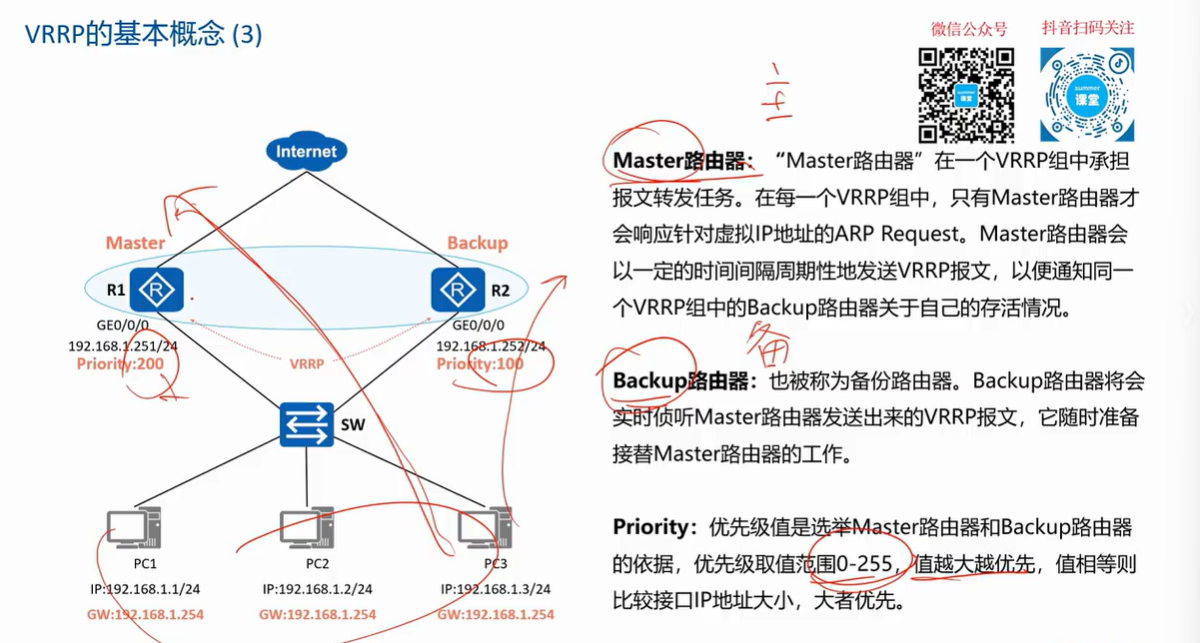 VRRP的基本概念 (3)
微信公众号
抖音扫码关注
summer
课堂
summer
课堂
主
Internet
Master
Backup
R1
R2
GE0/0/0
GE0/0/0
192.168.1.251/24
192.168.1.252/24
Priority:200
VRRP
Priority:100
SW
PC1
PC2
PC3
IP:192.168.1.1/24
IP:192.168.1.2/24
IP:192.168.1.3/24
GW:192.168.1.254
GW:192.168.1.254
GW:192.168.1.254
Master路由器：“Master路由器”在一个VRRP组中承担
报文转发任务。在每一个VRRP组中，只有Master路由器才
会响应针对虚拟IP地址的ARP Request。Master路由器会
以一定的时间间隔周期性地发送VRRP报文，以便通知同一
个VRRP组中的Backup路由器关于自己的存活情况。
备
Backup路由器：也被称为备份路由器。Backup路由器将会
实时侦听Master路由器发送出来的VRRP报文，它随时准备
接替Master路由器的工作。
Priority：优先级值是选举Master路由器和Backup路由器
的依据，优先级取值范围0-255，值越大越优先，值相等则
比较接口IP地址大小，大者优先。